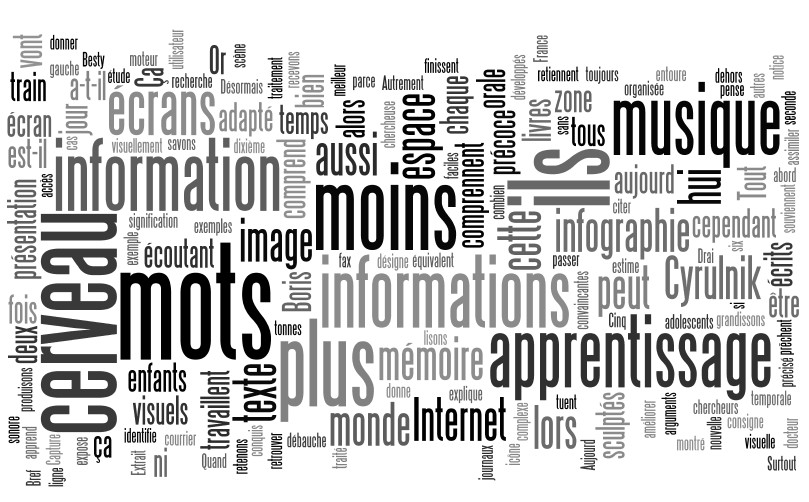 vont
donner
gauche
Besty
train
a-t-il
étude
moteur
utilisateur
Or
scène
Ça
recherche
Désormais
traitement
recevons
bien
meilleur
parce
Autrement
finissent
chaque
orale
développés
France
retiennent
toujours
entoure
organisée
dehors
pense
autres
notice
seconde
écran
cas
jour
écrans
adapté
temps
alors
chercheuse
espace
précoce
livres
zone
sans
tous
musique
assimiler
est-il
visuellement
savons
dixième
information
comprend
aussi
faciles
comprennent
combien
Ils
il
aujourd
hui
Tout
abord
souviennent
accès
présentation
signification
exemples
exemple
écoutant
image
moins
cette
citer
infographie
cependant
cerveau
mots
fax
désigne
équivalent
passer
estime
Drai
six
écrits
Boris
informations
convaincantes
peut
Cyrulnik
si
être
fois
deux
tonnes
plus
lisons
mémoire
Cinq
adolescents
grandissons
précisé
prêchent
apprentissage
produisons
enfants
visuels
travaillent
texte
donne
explique
temporale
sonore
apprend
ça
identifie
courrier
conquis
débauche
monde
Internet
icône
complexe
tuent
lors
sculptés
améliorer
arguments
chercheurs
nouvelle
consigne
Bref
ligne
Capture
expose
Extrait
ni
Quand
retenons
retrouver
traité
journaux
Aujourd
montré
visuelle
docteur
Surtout